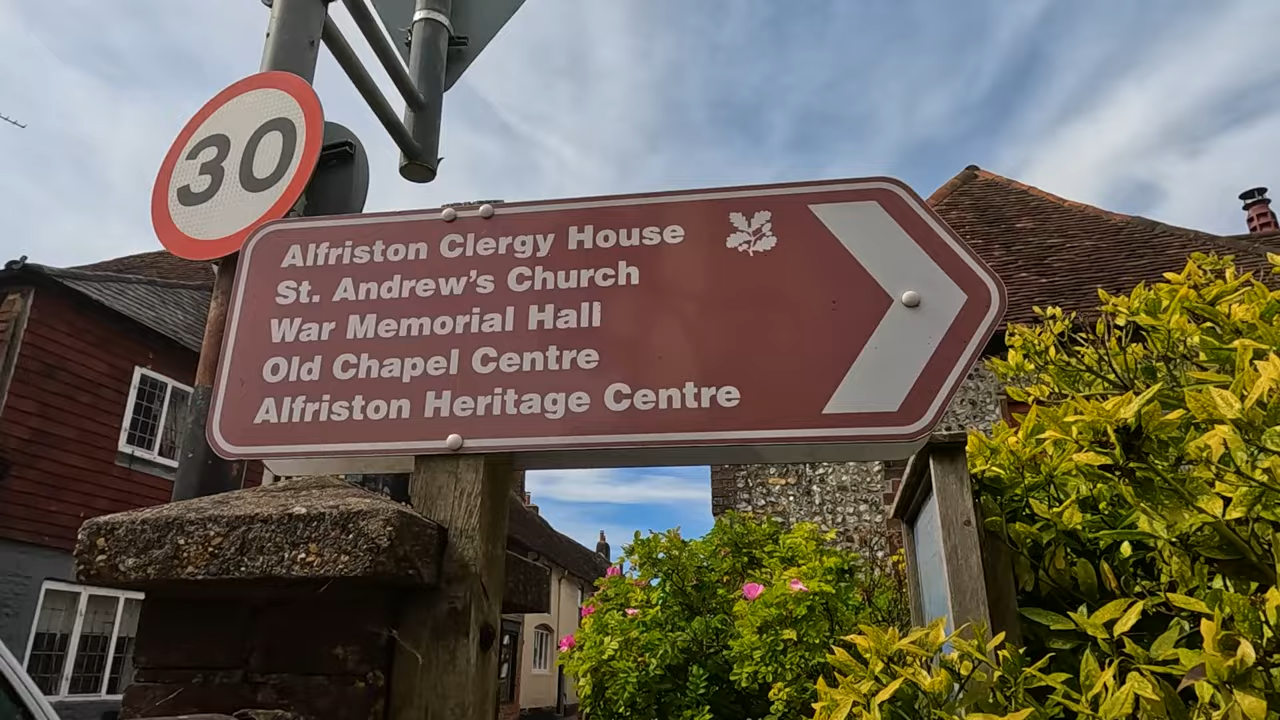 30
Alfriston Clergy House
St. Andrew's Church
War Memorial Hall
Old Chapel Centre
Alfriston Heritage Centre